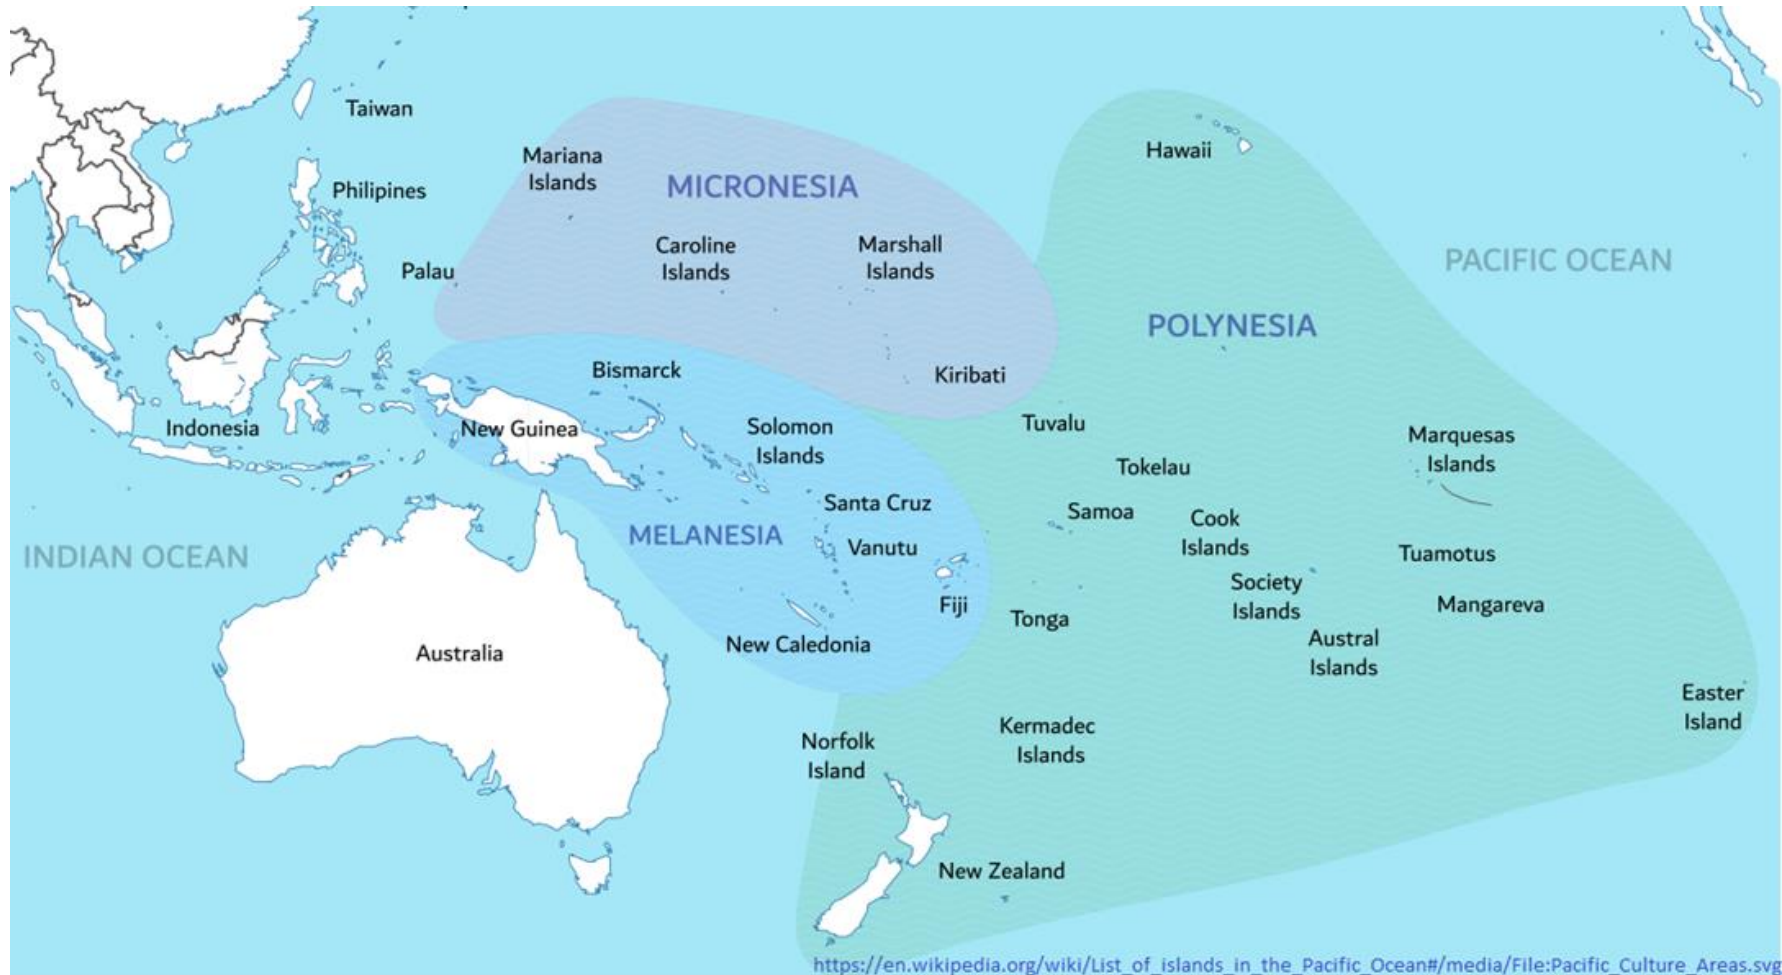 Taiwan
Hawaii
Mariana
Islands
MICRONESIA
Philipines
Caroline
Islands
Marshall
Islands
PACIFIC OCEAN
Palau
POLYNESIA
Bismarck
Kiribati
Indonesia
New Guinea
Solomon
Islands
Tuvalu
Marquesas
Islands
Tokelau
Santa Cruz
Samoa
Cook
Islands
MELANESIA
Vanutu
INDIAN OCEAN
Tuamotus
Society
Islands
Fiji
Mangareva
Tonga
New Caledonia
Austral
Islands
Australia
Easter
Island
Norfolk
Island
Kermadec
Islands
New Zealand
https://en.wikipedia.org/wiki/List_of_islands_in_the_Pacific_Ocean#/media/File:Pacific_Culture_Areas.svg